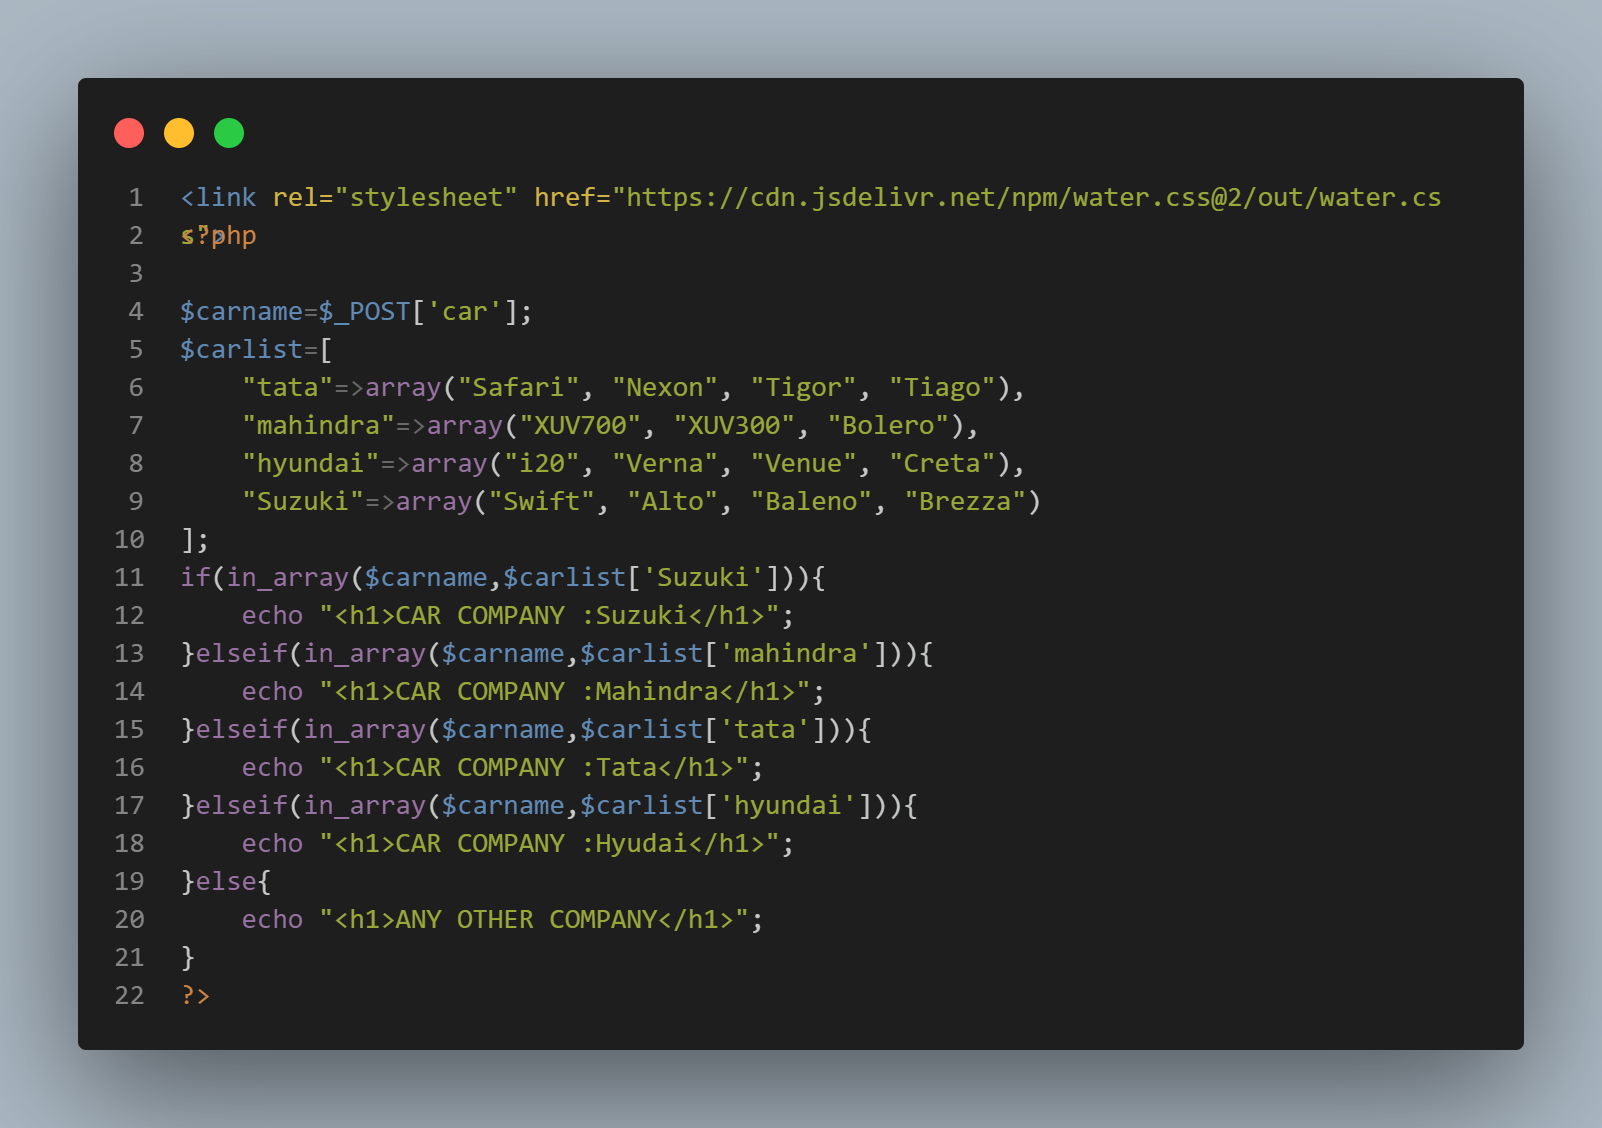 1 <link rel="stylesheet" href="https://cdn.jsdelivr.net/npm/water.css@2/out/water.cs
s">
2 <?php
3
4 $carname=$_POST['car'];
5 $carlist=[
6     "tata"=>array("Safari", "Nexon", "Tigor", "Tiago"),
7     "mahindra"=>array("XUV700", "XUV300", "Bolero"),
8     "hyundai"=>array("i20", "Verna", "Venue", "Creta"),
9     "Suzuki"=>array("Swift", "Alto", "Baleno", "Brezza")
10 ];
11 if(in_array($carname,$carlist['Suzuki'])){
12     echo "<h1>CAR COMPANY :Suzuki</h1>";
13 }elseif(in_array($carname,$carlist['mahindra'])){
14     echo "<h1>CAR COMPANY :Mahindra</h1>";
15 }elseif(in_array($carname,$carlist['tata'])){
16     echo "<h1>CAR COMPANY :Tata</h1>";
17 }elseif(in_array($carname,$carlist['hyundai'])){
18     echo "<h1>CAR COMPANY :Hyudai</h1>";
19 }else{
20     echo "<h1>ANY OTHER COMPANY</h1>";
21 }
22 ?>